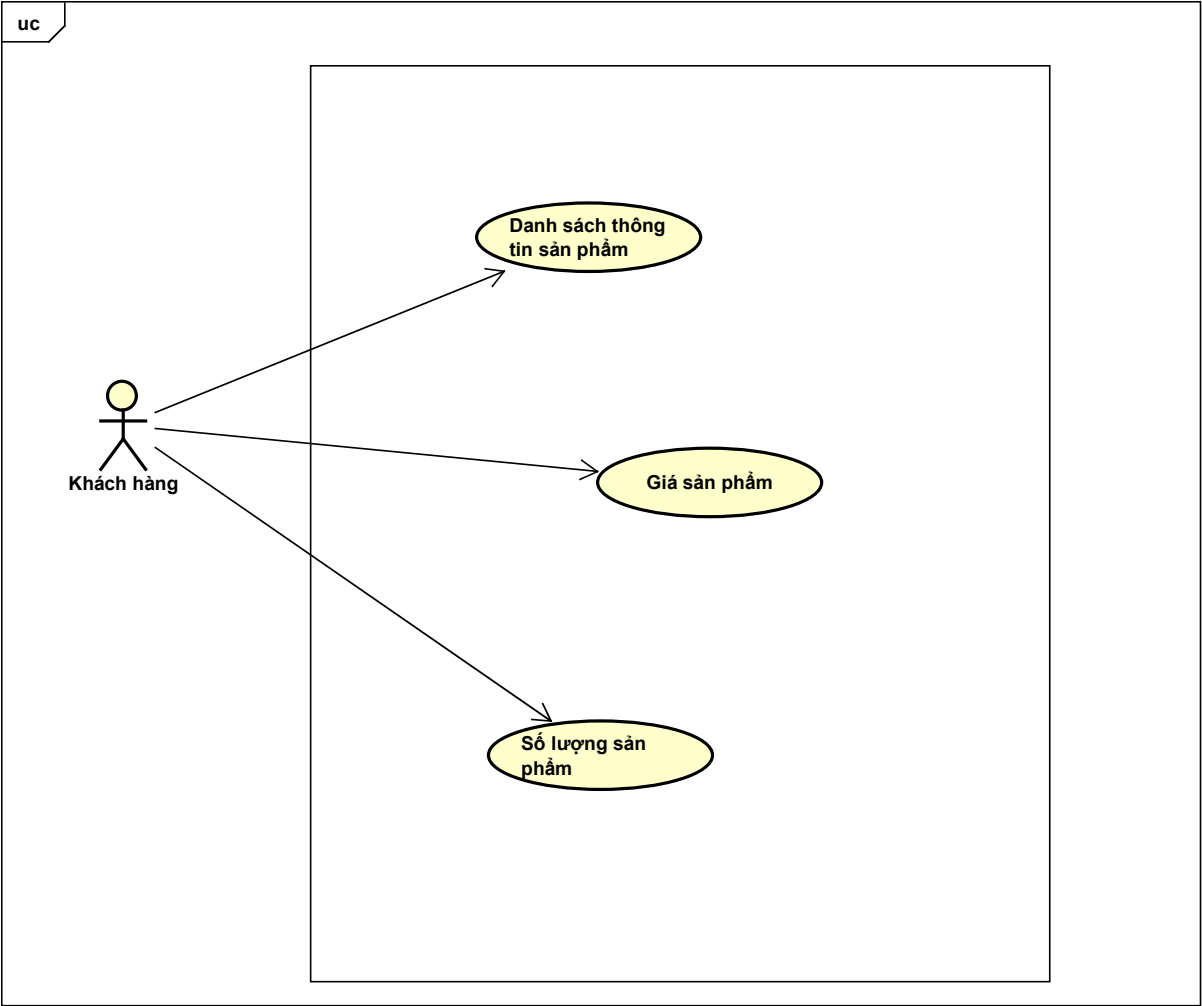 uc
Danh sách thông
tin sản phẩm
Khách hàng
Giá sản phẩm
Số lượng sản
phẩm